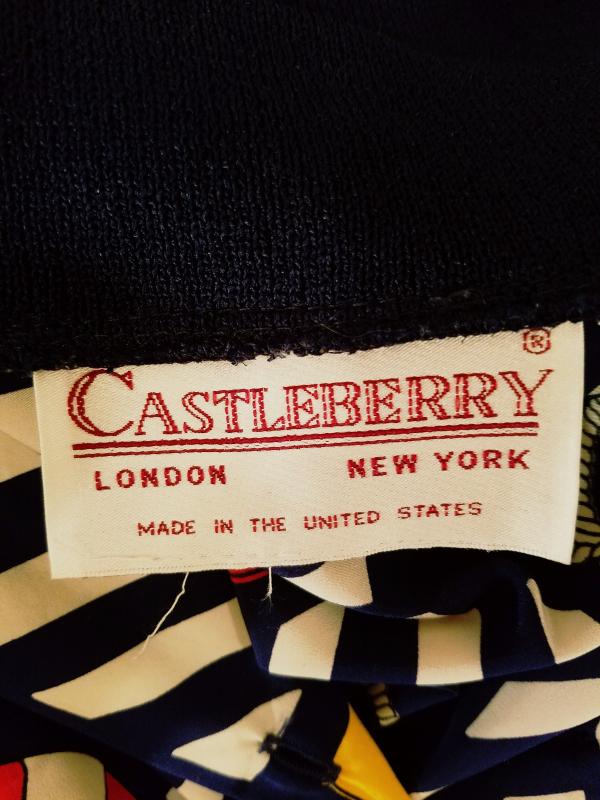 CASTLEBERRY®
LONDON NEW YORK
MADE IN THE UNITED STATES